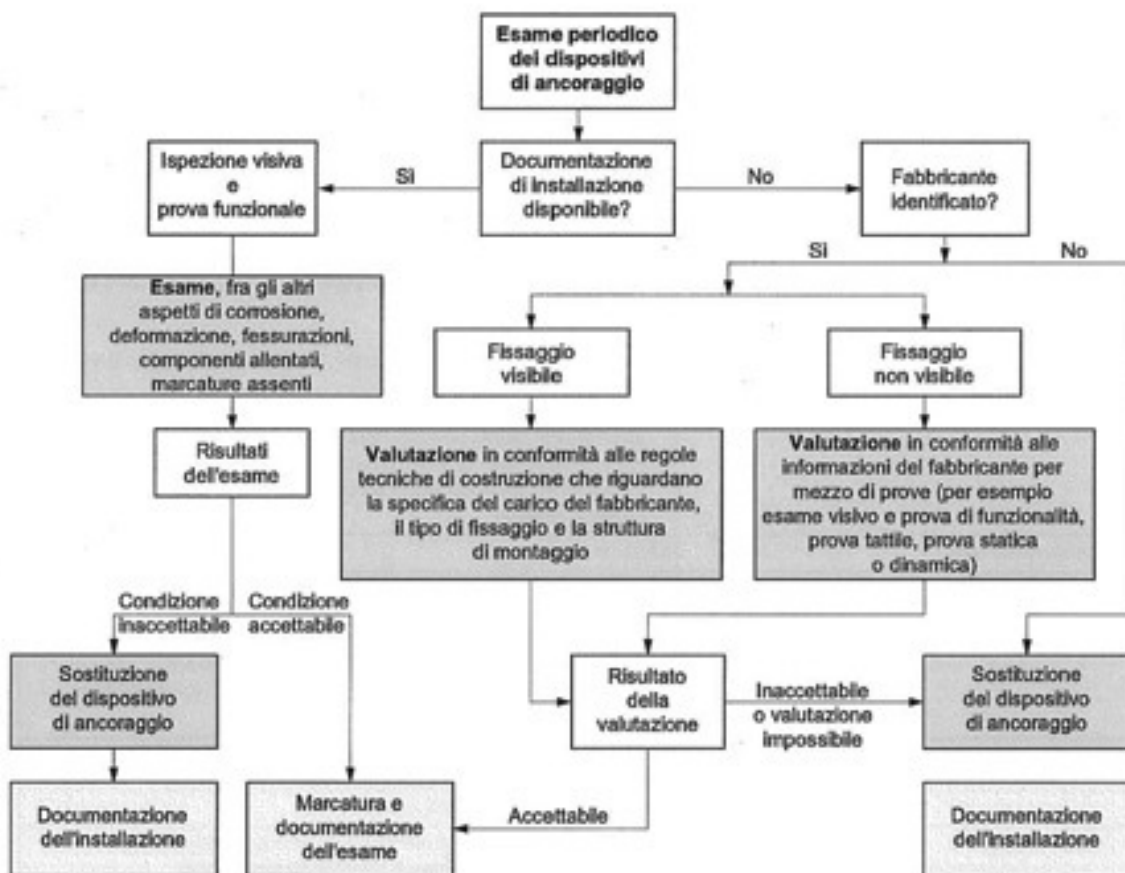 Esame periodico
dei dispositivi
di ancoraggio
Ispezione visiva
e
prova funzionale
Sì
Documentazione
di installazione
disponibile?
No
Fabbricante
identificato?
Sì
No
Esame, fra gli altri
aspetti di corrosione,
deformazione, fessurazioni,
componenti allentati,
marcature assenti
Fissaggio
visibile
Fissaggio
non visibile
Risultati
dell'esame
Valutazione in conformità alle regole
tecniche di costruzione che riguardano
la specifica del carico del fabbricante,
il tipo di fissaggio e la struttura
di montaggio
Valutazione in conformità alle
informazioni del fabbricante per
mezzo di prove (per esempio
esame visivo e prova di funzionalità,
prova tattile, prova statica
o dinamica)
Condizione
inaccettabile
Condizione
accettabile
Sostituzione
del dispositivo
di ancoraggio
Risultato
della
valutazione
Inaccettabile
o valutazione
impossibile
Sostituzione
del dispositivo
di ancoraggio
Documentazione
dell'installazione
Marcatura e
documentazione
dell'esame
Accettabile
Documentazione
dell'installazione